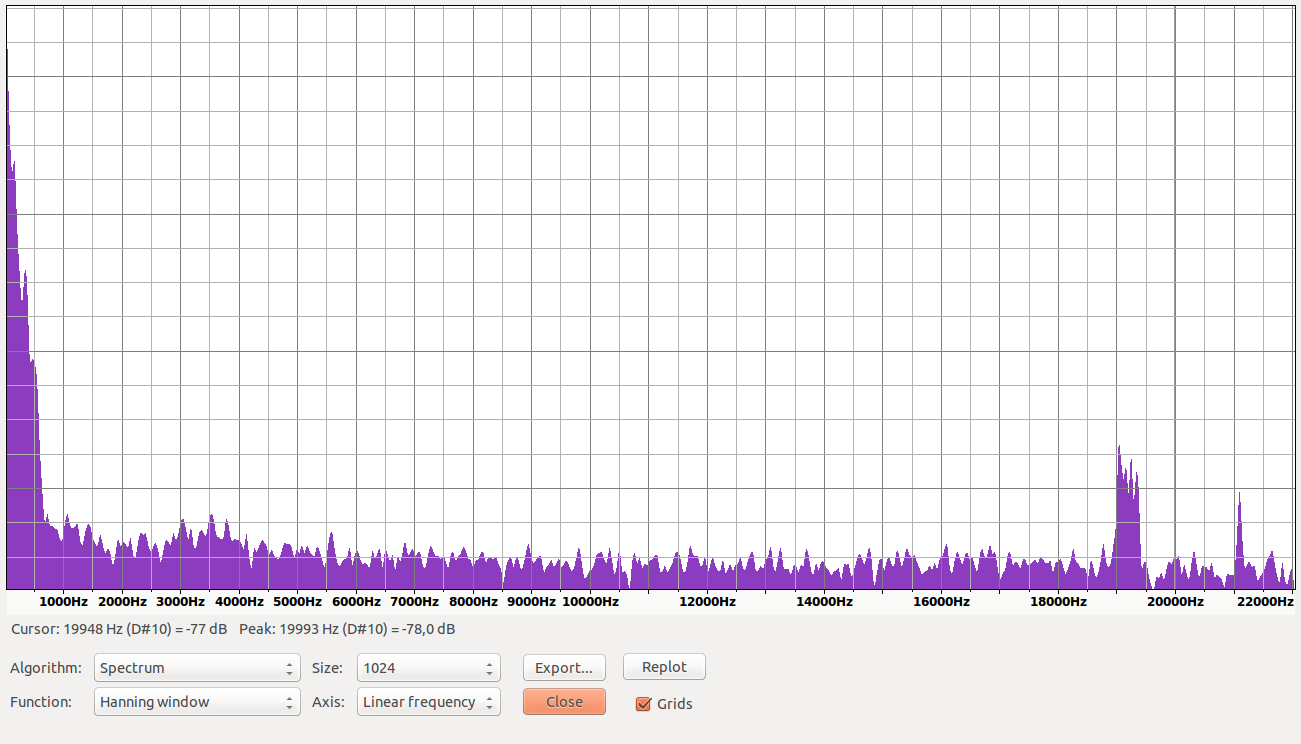 1000Hz 2000Hz 3000Hz 4000Hz 5000Hz 6000Hz 7000Hz 8000Hz 9000Hz 10000Hz 12000Hz 14000Hz 16000Hz 18000Hz 20000Hz 22000Hz
Cursor: 19948 Hz (D#10) = -77 dB Peak: 19993 Hz (D#10) = -78,0 dB
Algorithm: Spectrum Size: 1024 Export... Replot
Function: Hanning window Axis: Linear frequency Close Grids